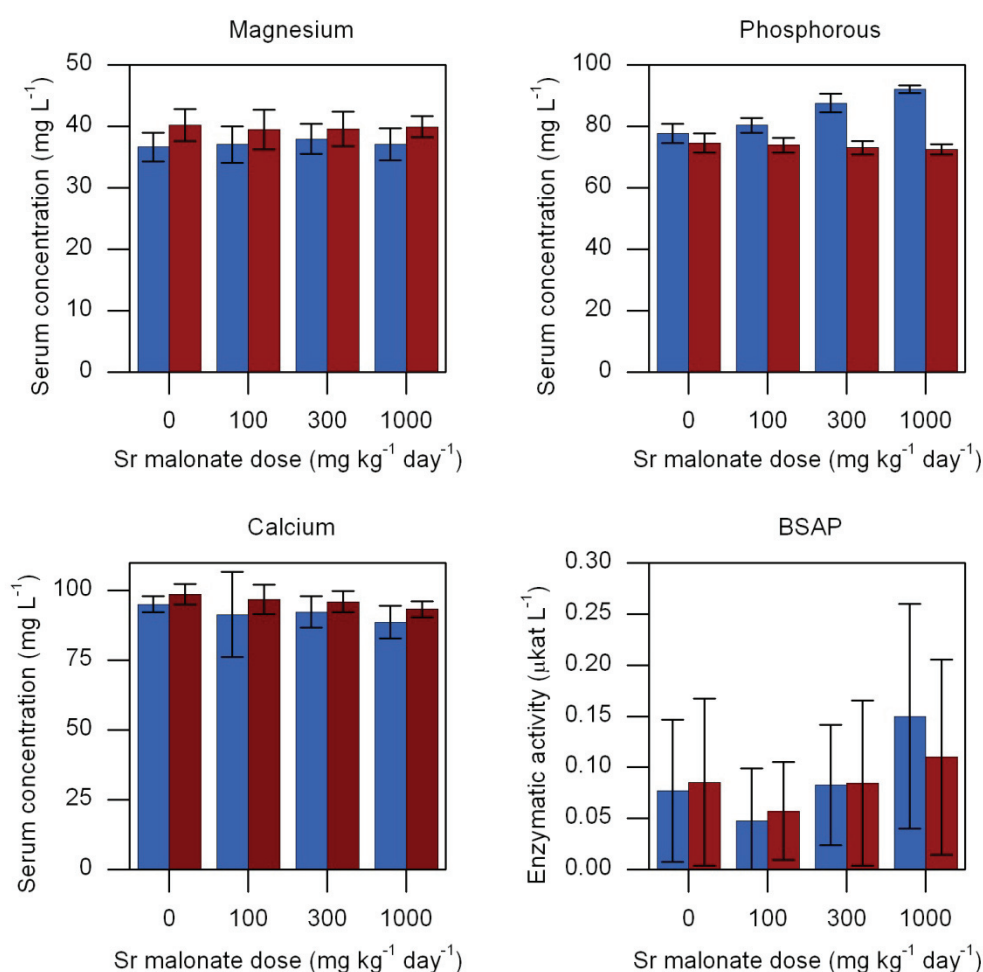 Magnesium
Serum concentration (mg L⁻¹)
50
40
30
20
10
0
0 100 300 1000
Sr malonate dose (mg kg⁻¹ day⁻¹)
Phosphorous
Serum concentration (mg L⁻¹)
100
80
60
40
20
0
0 100 300 1000
Sr malonate dose (mg kg⁻¹ day⁻¹)
Calcium
Serum concentration (mg L⁻¹)
100
75
50
25
0
0 100 300 1000
Sr malonate dose (mg kg⁻¹ day⁻¹)
BSAP
Enzymatic activity (μkat L⁻¹)
0.30
0.25
0.20
0.15
0.10
0.05
0.00
0 100 300 1000
Sr malonate dose (mg kg⁻¹ day⁻¹)